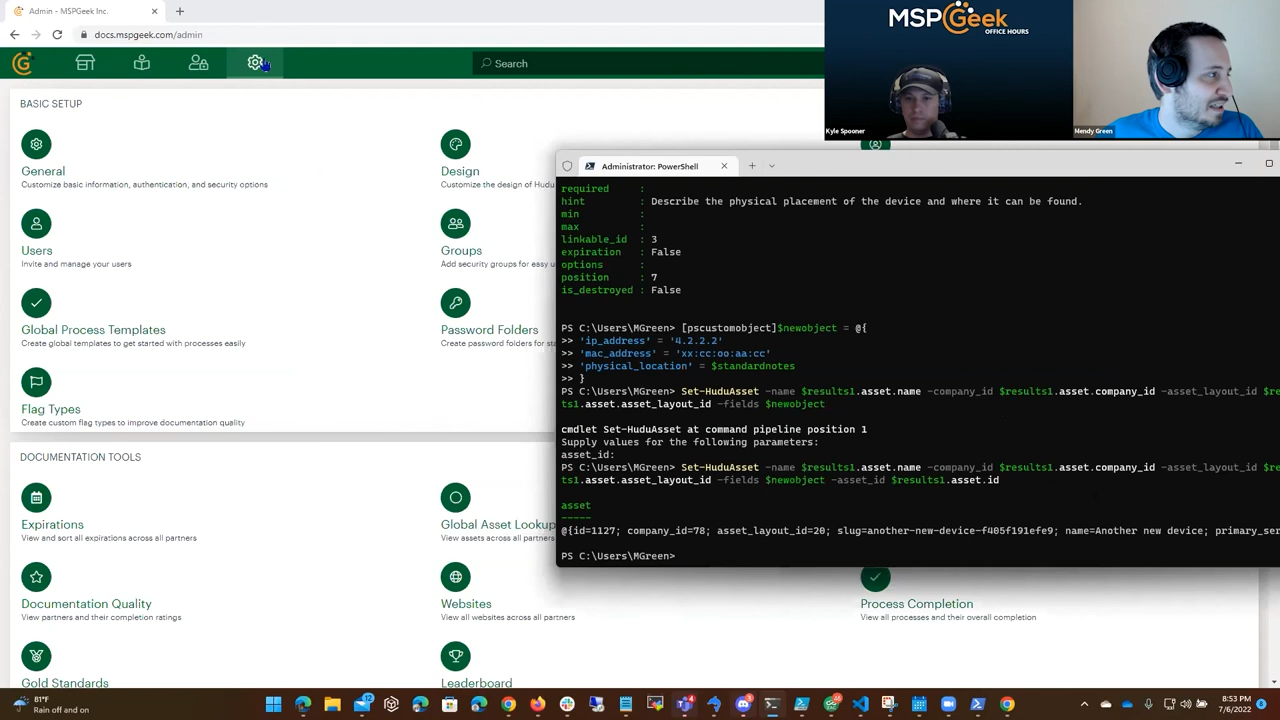 Admin - MSPGeek Inc.
docs.mspgeek.com/admin
Search
MSPGeek
OFFICE HOURS
Kyle Spooner
Mendy Green
BASIC SETUP
General
Customize basic information, authentication, and security options
Design
Customize the design of Hudu
Users
Invite and manage your users
Groups
Add security groups for easy u
Global Process Templates
Create global templates to get started with processes easily
Password Folders
Create password folders for st
Flag Types
Create custom flag types to improve documentation quality
DOCUMENTATION TOOLS
Expirations
View and sort all expirations across all partners
Global Asset Lookup
View assets across all partners
Documentation Quality
View partners and their completion ratings
Websites
View all websites across all partners
Process Completion
View all processes and their overall completion
Gold Standards
Leaderboard
Administrator: PowerShell
required :
hint : Describe the physical placement of the device and where it can be found.
min :
max :
linkable_id : 3
expiration : False
options :
position : 7
is_destroyed : False
PS C:\Users\MGreen> [pscustomobject]$newobject = @{
>> 'ip_address' = '4.2.2.2'
>> 'mac_address' = 'xx:cc:oo:aa:cc'
>> 'physical_location' = $standardnotes
>> }
PS C:\Users\MGreen> Set-HuduAsset -name $results1.asset.name -company_id $results1.asset.company_id -asset_layout_id $re
ts1.asset.asset_layout_id -fields $newobject
cmdlet Set-HuduAsset at command pipeline position 1
Supply values for the following parameters:
asset_id:
PS C:\Users\MGreen> Set-HuduAsset -name $results1.asset.name -company_id $results1.asset.company_id -asset_layout_id $re
ts1.asset.asset_layout_id -fields $newobject -asset_id $results1.asset.id
asset
-----
@{id=1127; company_id=78; asset_layout_id=20; slug=another-new-device-f405f191efe9; name=Another new device; primary_ser
PS C:\Users\MGreen>
81°F
Rain off and on
8:53 PM
7/6/2022